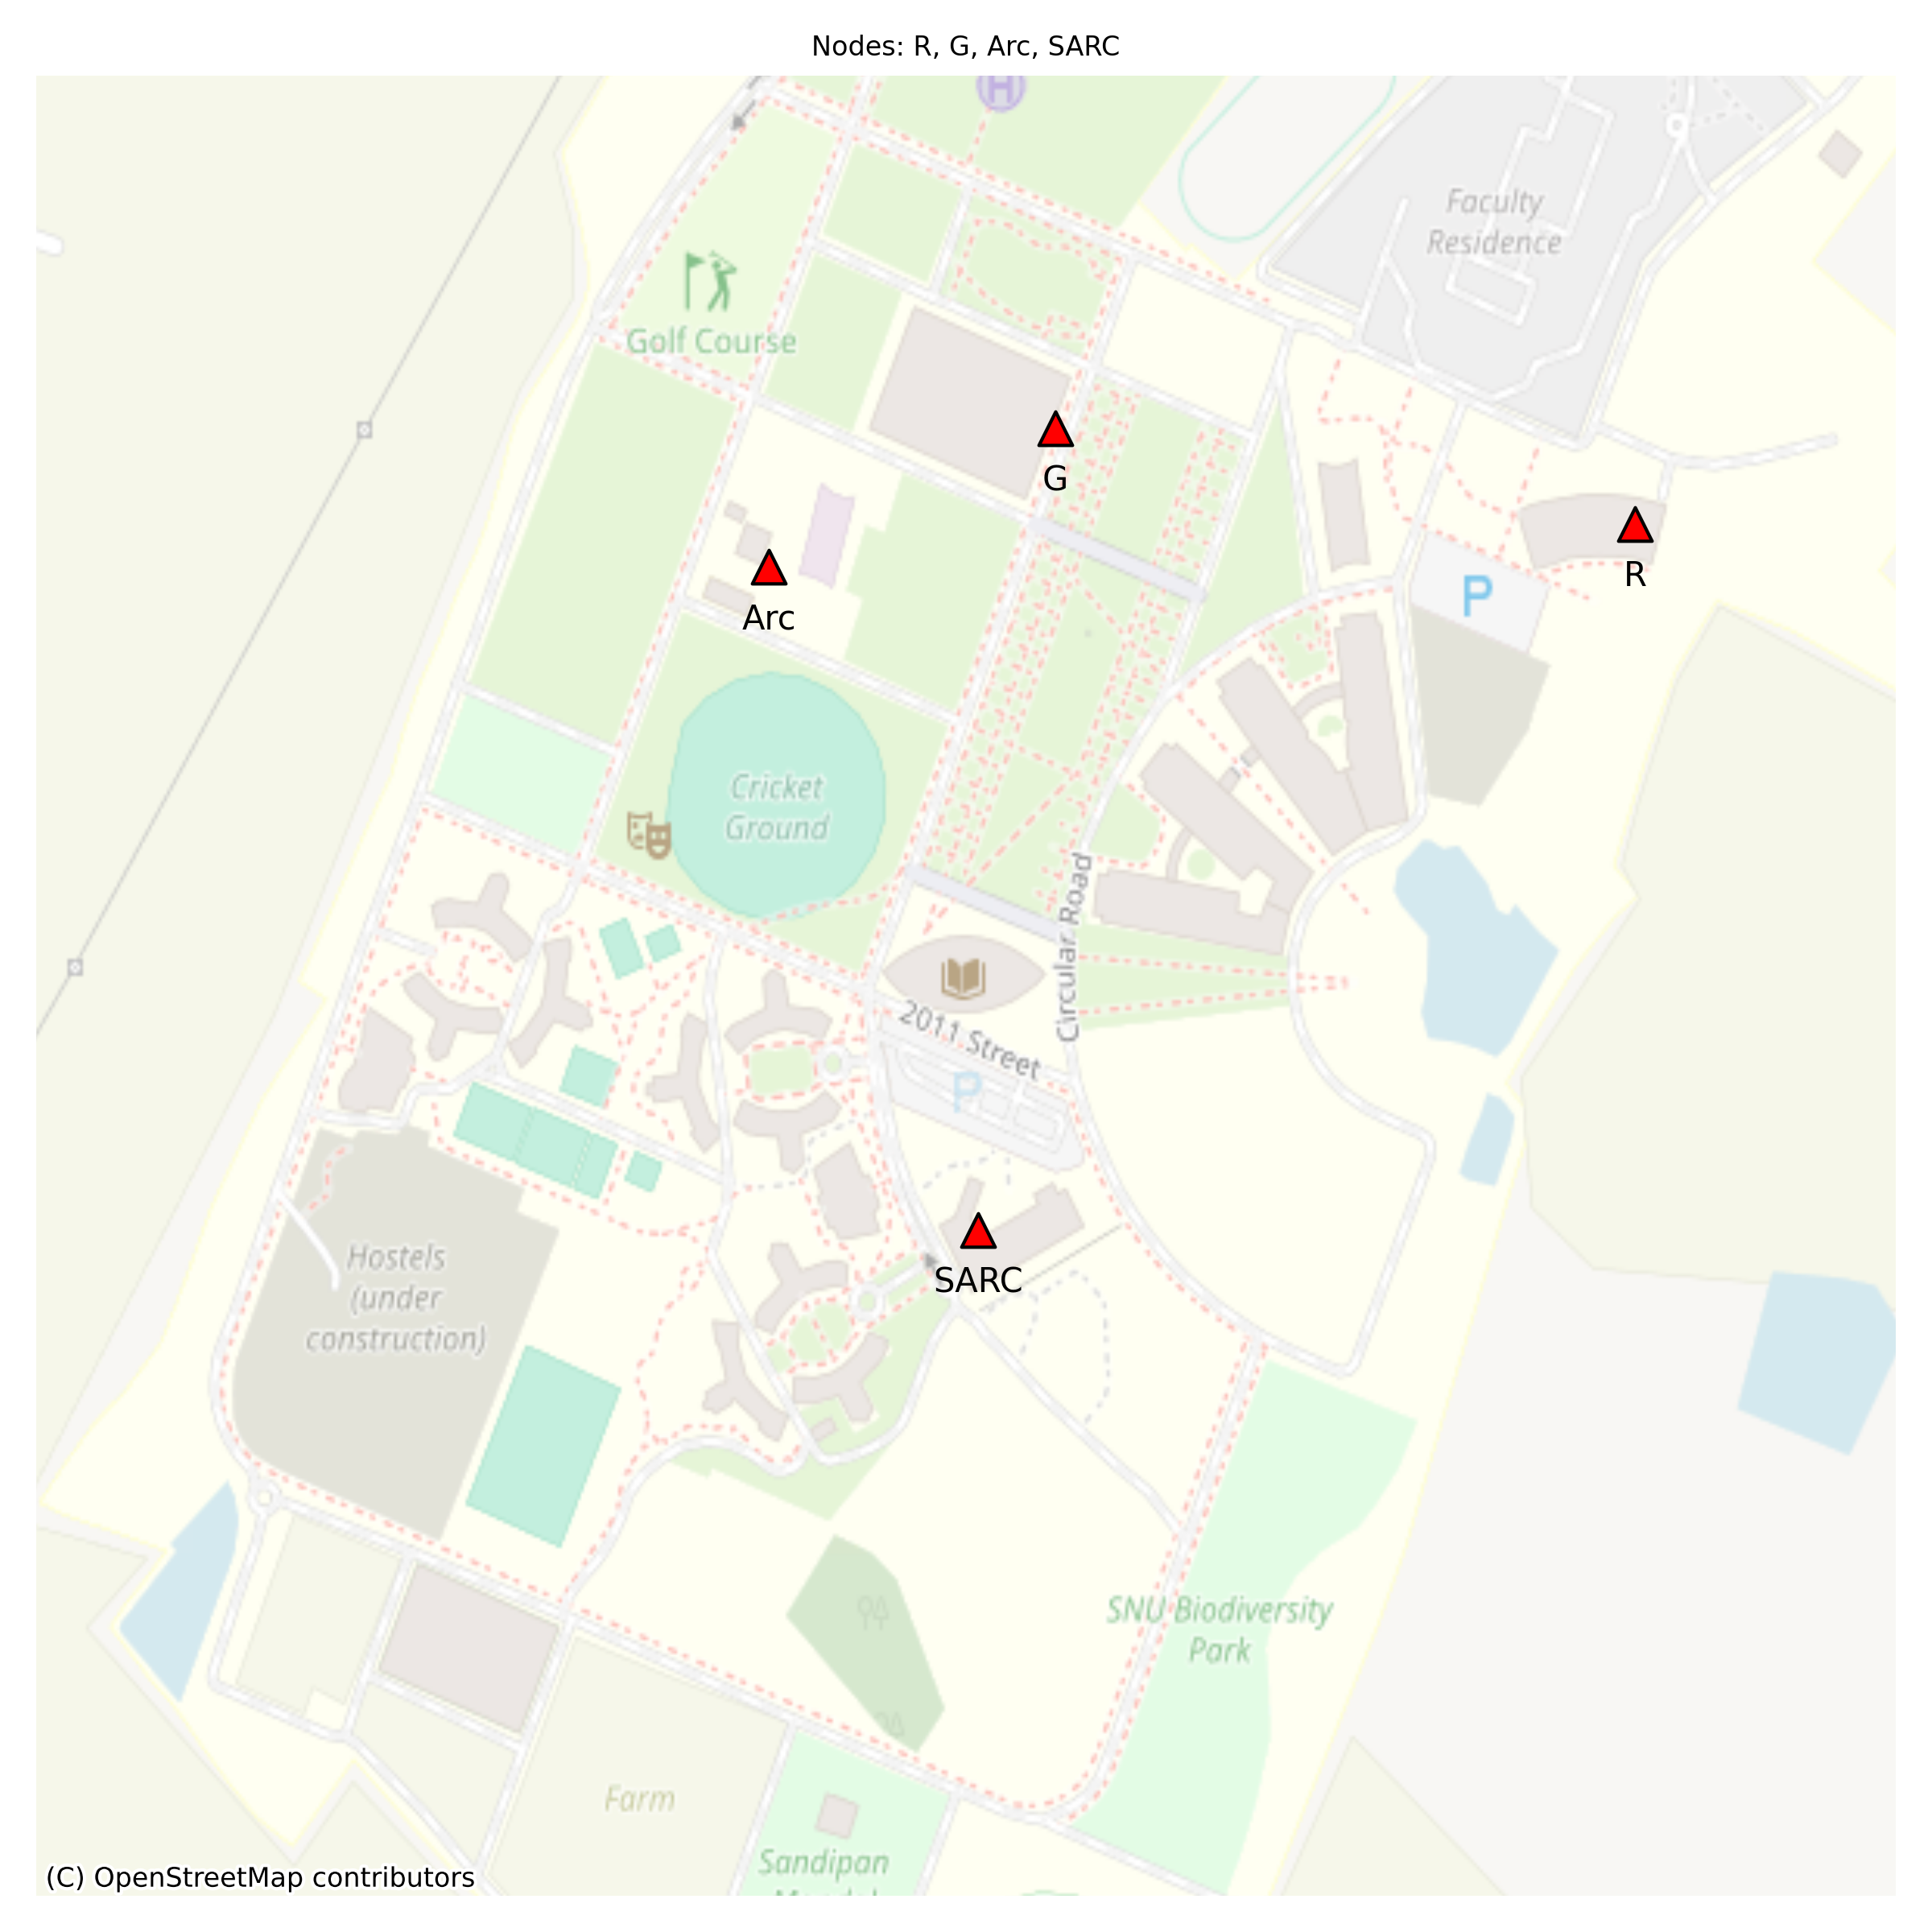 Nodes: R, G, Arc, SARC
H
Faculty
Residence
Golf Course
G
R
P
Arc
Cricket
Ground
Circular Road
2011 Street
P
SARC
Hostels
(under
construction)
SNU Biodiversity
Park
Farm
Sandipan
(C) OpenStreetMap contributors